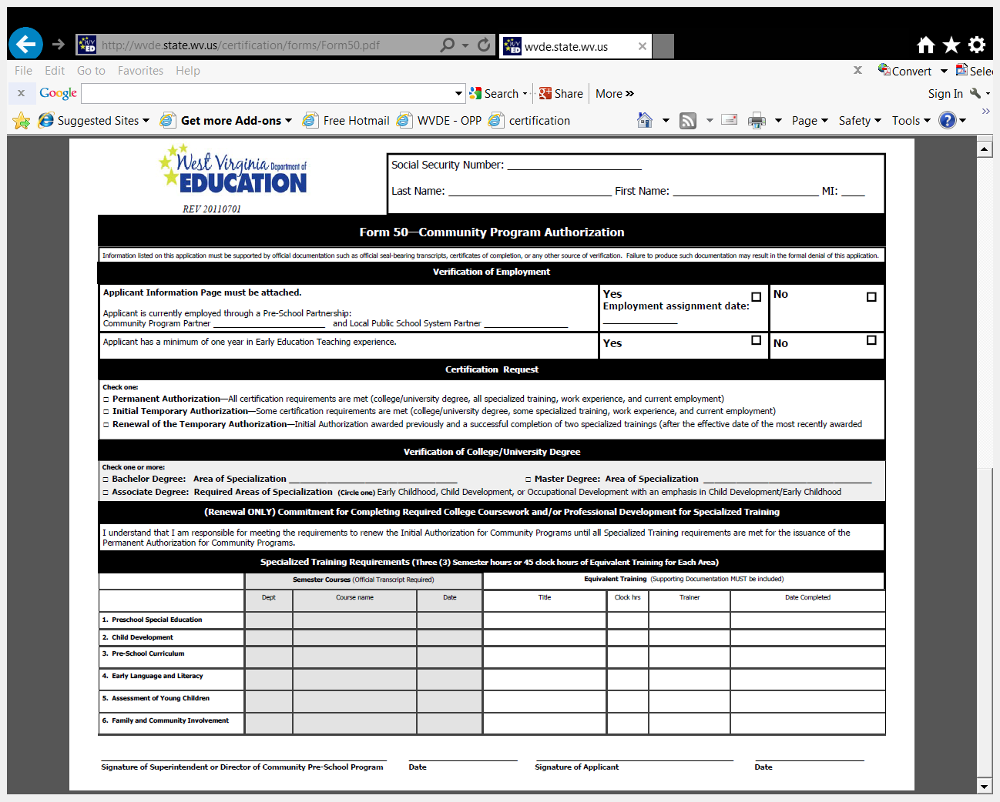 http://wvde.state.wv.us/certification/forms/Form50.pdf
wvde.state.wv.us
File Edit Go to Favorites Help
x Convert Selec
x Google Search Share More » Sign In
Suggested Sites Get more Add-ons Free Hotmail WVDE - OPP certification Page Safety Tools »
West Virginia Department of
EDUCATION
REV 20110701
Social Security Number: ____________________
Last Name: ____________________ First Name: ____________________ MI: ____
Form 50—Community Program Authorization
Information listed on this application must be supported by official documentation such as official seal-bearing transcripts, certificates of completion, or any other source of verification. Failure to produce such documentation may result in the formal denial of this application.
Verification of Employment
Applicant Information Page must be attached.
Applicant is currently employed through a Pre-School Partnership:
Community Program Partner ____________________ and Local Public School System Partner ____________________
Yes □
Employment assignment date:
____________________
No □
Applicant has a minimum of one year in Early Education Teaching experience.
Yes □
No □
Certification Request
Check one:
□ Permanent Authorization—All certification requirements are met (college/university degree, all specialized training, work experience, and current employment)
□ Initial Temporary Authorization—Some certification requirements are met (college/university degree, some specialized training, work experience, and current employment)
□ Renewal of the Temporary Authorization—Initial Authorization awarded previously and a successful completion of two specialized trainings (after the effective date of the most recently awarded
Verification of College/University Degree
Check one or more:
□ Bachelor Degree: Area of Specialization ____________________ □ Master Degree: Area of Specialization ____________________
□ Associate Degree: Required Areas of Specialization (Circle one) Early Childhood, Child Development, or Occupational Development with an emphasis in Child Development/Early Childhood
(Renewal ONLY) Commitment for Completing Required College Coursework and/or Professional Development for Specialized Training
I understand that I am responsible for meeting the requirements to renew the Initial Authorization for Community Programs until all Specialized Training requirements are met for the issuance of the
Permanent Authorization for Community Programs.
Specialized Training Requirements (Three (3) Semester hours or 45 clock hours of Equivalent Training for Each Area)
Semester Courses (Official Transcript Required) Equivalent Training (Supporting Documentation MUST be included)
Dept Course name Date Title Clock hrs Trainer Date Completed
1. Preschool Special Education
2. Child Development
3. Pre-School Curriculum
4. Early Language and Literacy
5. Assessment of Young Children
6. Family and Community Involvement
Signature of Superintendent or Director of Community Pre-School Program Date Signature of Applicant Date